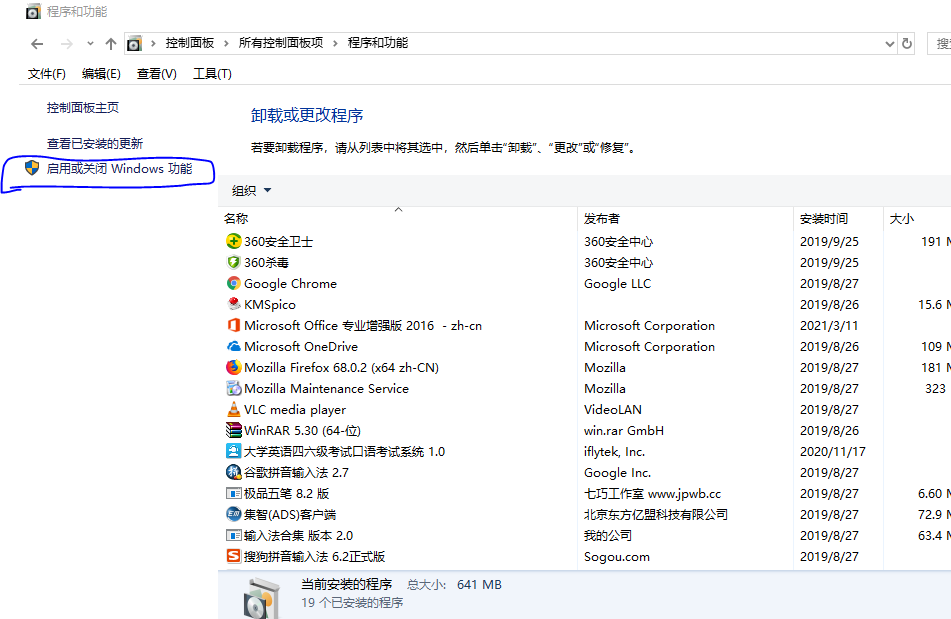 程序和功能
控制面板 › 所有控制面板项 › 程序和功能 搜
文件(F) 编辑(E) 查看(V) 工具(T)
控制面板主页
查看已安装的更新
启用或关闭 Windows 功能
卸载或更改程序
若要卸载程序，请从列表中将其选中，然后单击“卸载”、“更改”或“修复”。
组织
名称 发布者 安装时间 大小
360安全卫士 360安全中心 2019/9/25 191 M
360杀毒 360安全中心 2019/9/25
Google Chrome Google LLC 2019/8/27
KMSpico 2019/8/26 15.6 M
Microsoft Office 专业增强版 2016 - zh-cn Microsoft Corporation 2021/3/11
Microsoft OneDrive Microsoft Corporation 2019/8/26 109 M
Mozilla Firefox 68.0.2 (x64 zh-CN) Mozilla 2019/8/27 181 M
Mozilla Maintenance Service Mozilla 2019/8/27 323
VLC media player VideoLAN 2019/8/27
WinRAR 5.30 (64-位) win.rar GmbH 2019/8/26
大学英语四六级考试口语考试系统 1.0 iflytek, Inc. 2020/11/17
谷歌拼音输入法 2.7 Google Inc. 2019/8/27
极品五笔 8.2 版 七巧工作室 www.jpwb.cc 2019/8/27 6.60 M
集智(ADS)客户端 北京东方亿盟科技有限公司 2019/8/27 72.9 M
输入法合集 版本 2.0 我的公司 2019/8/27 63.4 M
搜狗拼音输入法 6.2正式版 Sogou.com 2019/8/27
当前安装的程序 总大小: 641 MB
19 个已安装的程序